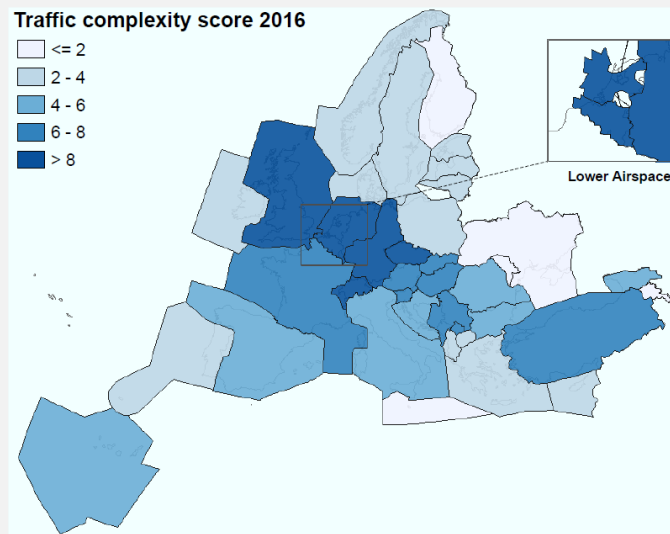 Traffic complexity score 2016
<= 2
2 - 4
4 - 6
6 - 8
> 8
Lower Airspace